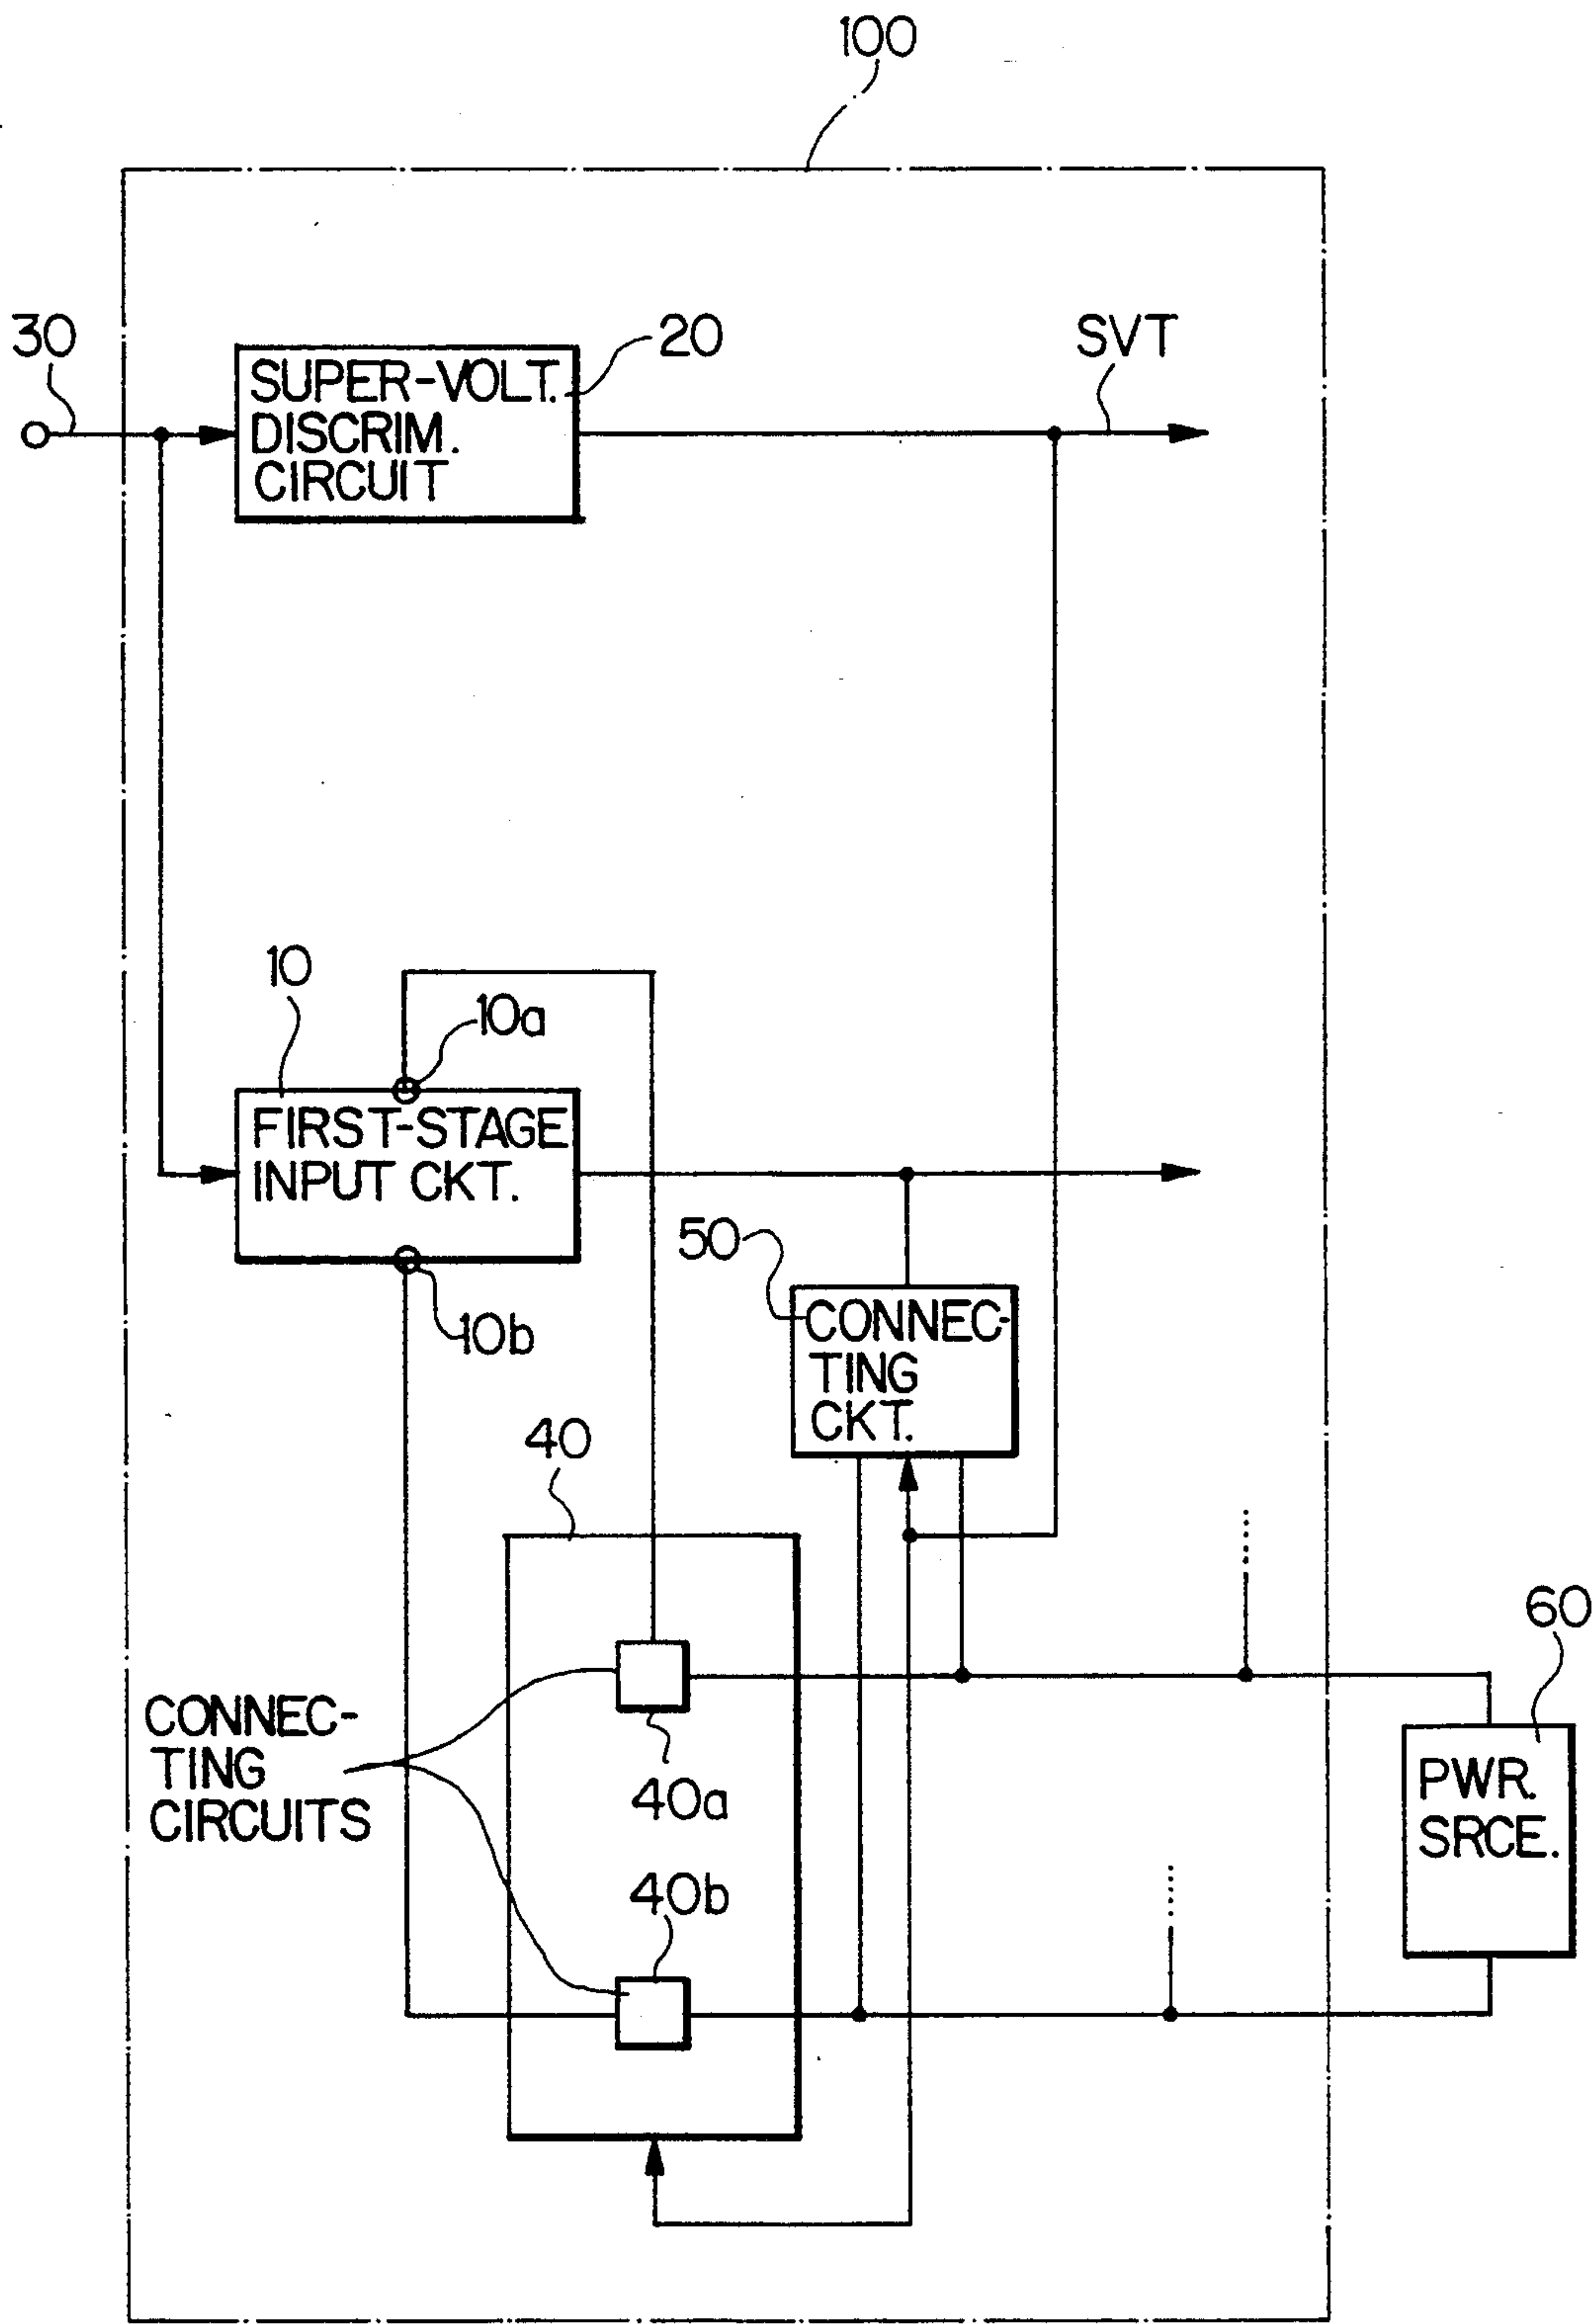 100
30
SUPER-VOLT.
DISCRIM.
CIRCUIT
20
SVT
10
10a
FIRST-STAGE
INPUT CKT.
10b
50
CONNEC-
TING
CKT.
40
60
CONNEC-
TING
CIRCUITS
40a
PWR.
SRCE.
40b